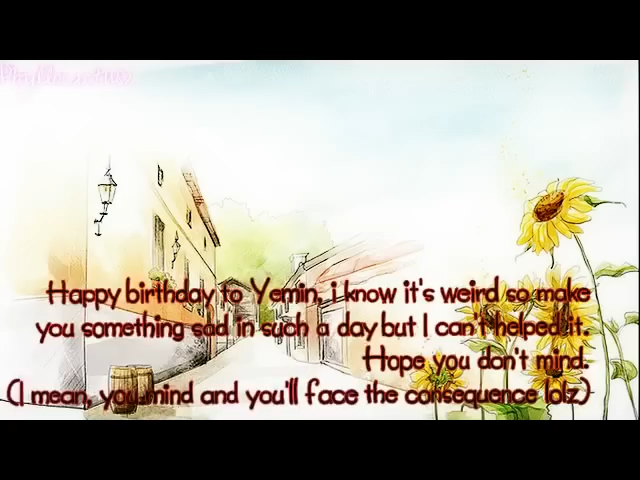 Happy birthday to Yemin, i know it's weird so make
you something sad in such a day but I can't helped it.
Hope you don't mind.
(I mean, you mind and you'll face the consequence lolz)